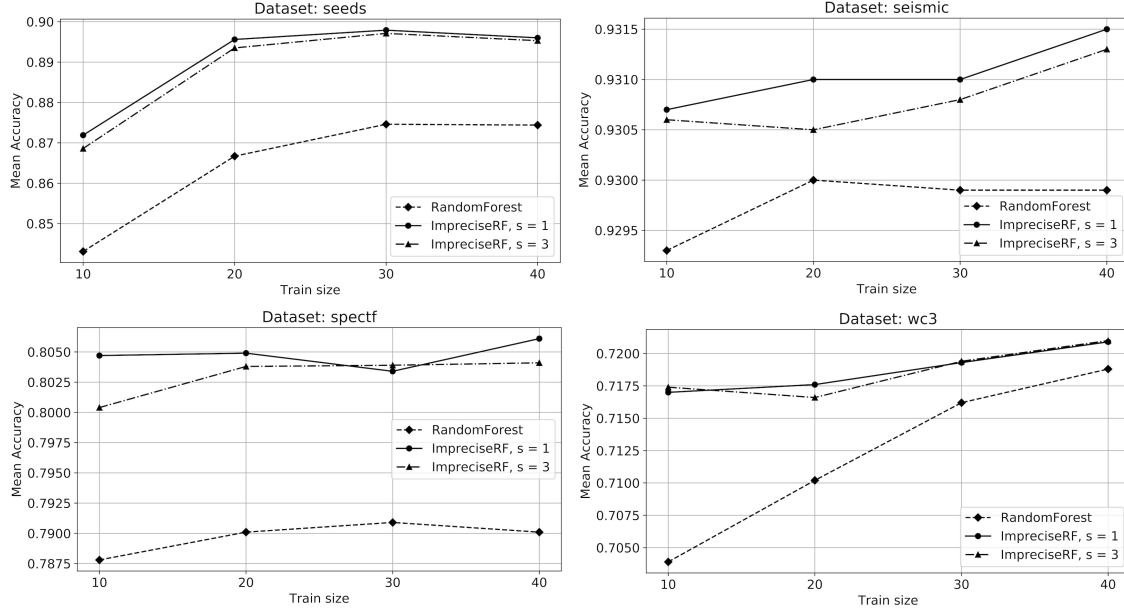 Dataset: seeds
0.90
0.89
0.88
0.87
0.86
0.85
Mean Accuracy
RandomForest
ImpreciseRF, s = 1
ImpreciseRF, s = 3
10 20 30 40
Train size
Dataset: seismic
0.9315
0.9310
0.9305
0.9300
0.9295
Mean Accuracy
RandomForest
ImpreciseRF, s = 1
ImpreciseRF, s = 3
10 20 30 40
Train size
Dataset: spectf
0.8050
0.8025
0.8000
0.7975
0.7950
0.7925
0.7900
0.7875
Mean Accuracy
RandomForest
ImpreciseRF, s = 1
ImpreciseRF, s = 3
10 20 30 40
Train size
Dataset: wc3
0.7200
0.7175
0.7150
0.7125
0.7100
0.7075
0.7050
Mean Accuracy
RandomForest
ImpreciseRF, s = 1
ImpreciseRF, s = 3
10 20 30 40
Train size